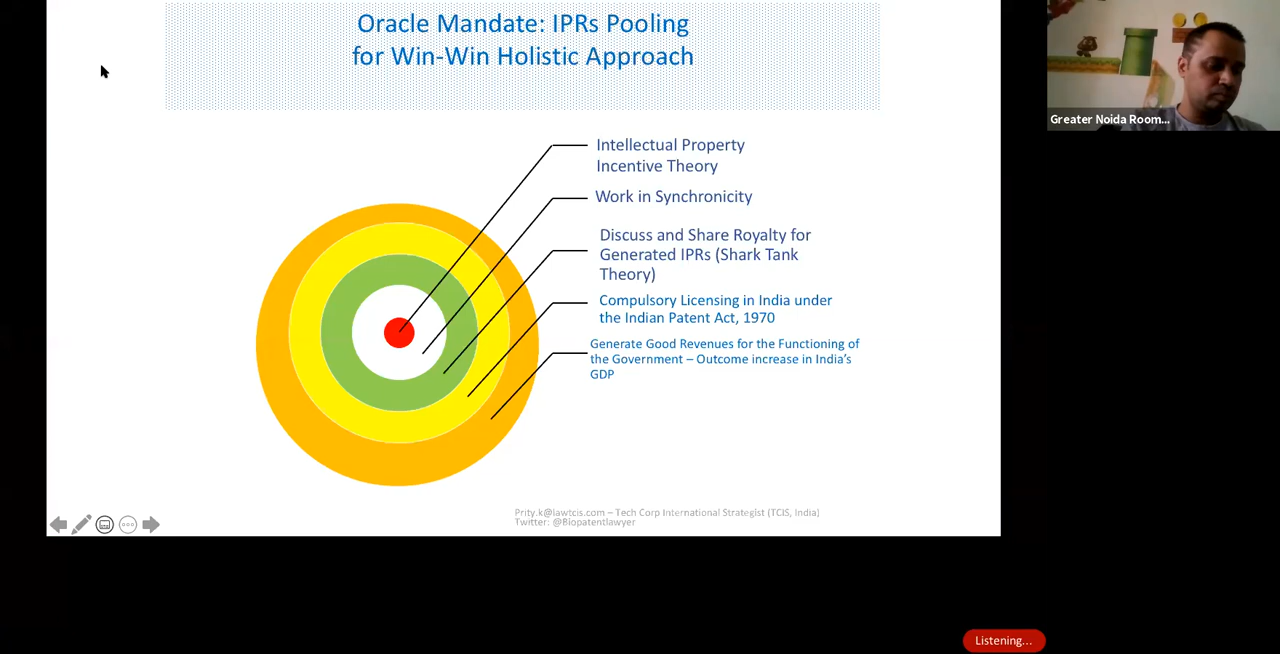 Oracle Mandate: IPRs Pooling
for Win-Win Holistic Approach
Greater Noida Room...
Intellectual Property
Incentive Theory
Work in Synchronicity
Discuss and Share Royalty for
Generated IPRs (Shark Tank
Theory)
Compulsory Licensing in India under
the Indian Patent Act, 1970
Generate Good Revenues for the Functioning of
the Government – Outcome increase in India’s
GDP
Prity.k@lawtcis.com – Tech Corp International Strategist (TCIS, India)
Twitter: @Biopatentlawyer
Listening...